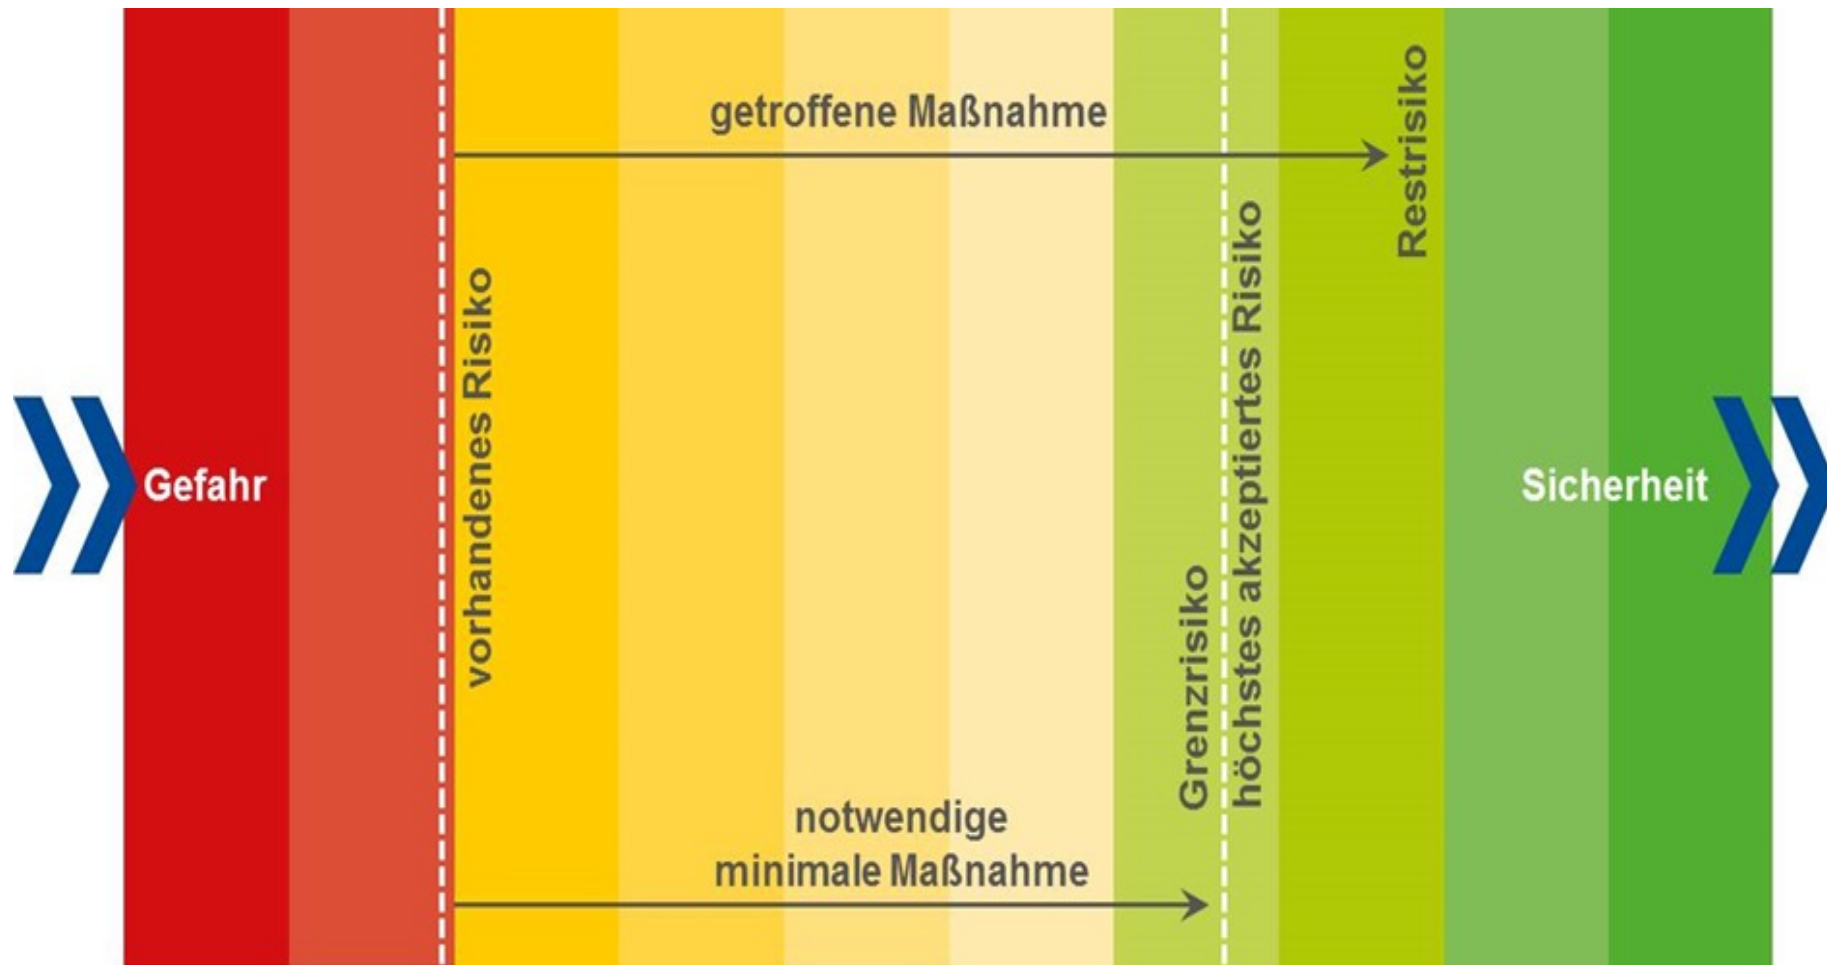 getroffene Maßnahme
Restrisiko
vorhandenes Risiko
Grenzrisiko
höchstes akzeptiertes Risiko
Gefahr
Sicherheit
notwendige
minimale Maßnahme